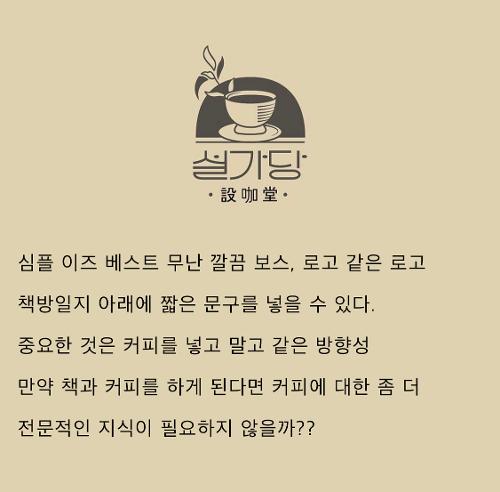 설가당
·設咖堂·
심플 이즈 베스트 무난 깔끔 보스, 로고 같은 로고
책방일지 아래에 짧은 문구를 넣을 수 있다.
중요한 것은 커피를 넣고 말고 같은 방향성
만약 책과 커피를 하게 된다면 커피에 대한 좀 더
전문적인 지식이 필요하지 않을까??